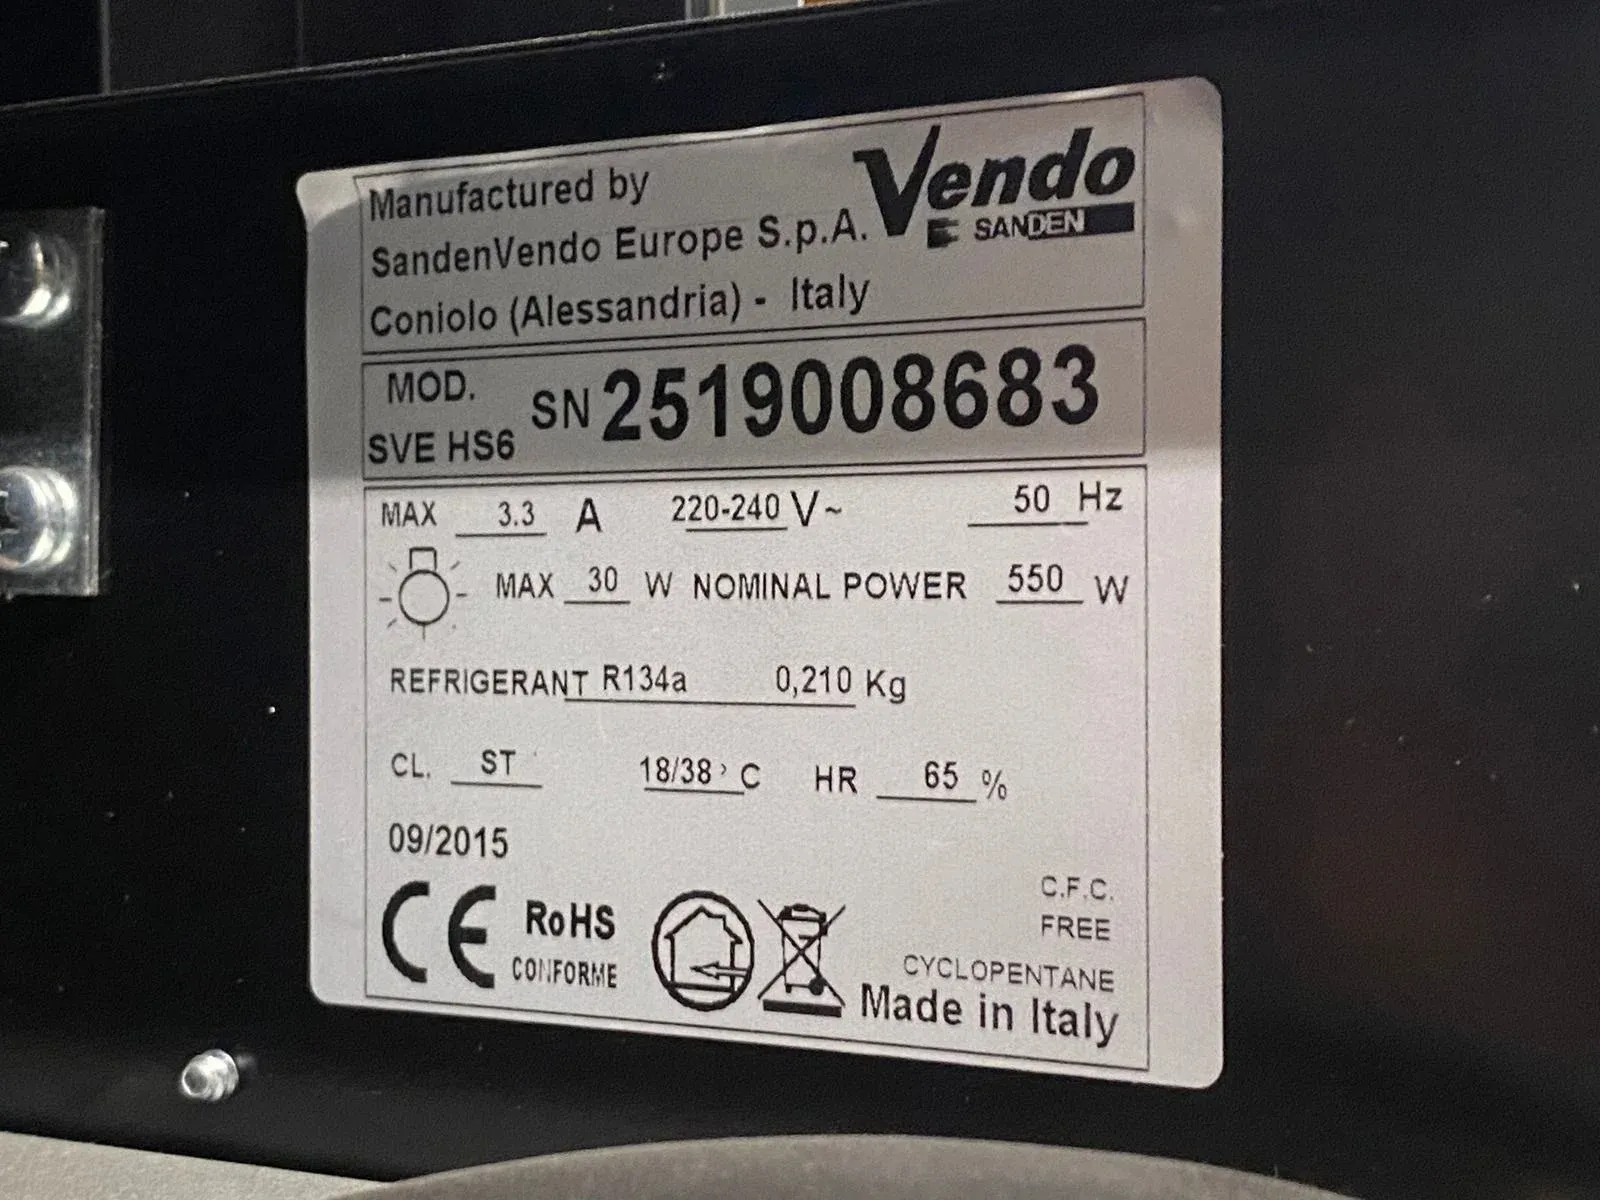 Manufactured by
Vendo
SANDEN
SandenVendo Europe S.p.A.
Coniolo (Alessandria) - Italy
MOD.
SVE HS6
SN 2519008683
MAX 3.3 A 220-240 V~ 50 Hz
MAX 30 W NOMINAL POWER 550 W
REFRIGERANT R134a 0,210 Kg
CL. ST 18/38 ° C HR 65 %
09/2015
CE RoHS
CONFORME
C.F.C.
FREE
CYCLOPENTANE
Made in Italy